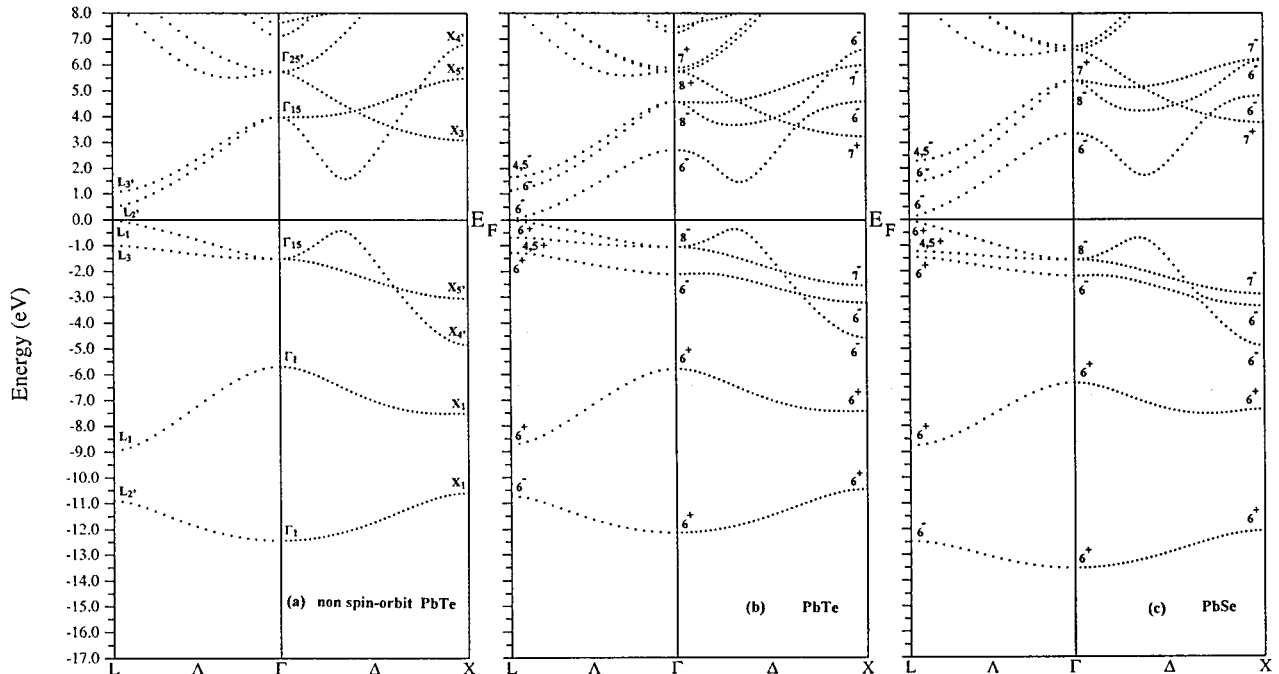 Energy (eV)
8.0
7.0
6.0
5.0
4.0
3.0
2.0
1.0
0.0
-1.0
-2.0
-3.0
-4.0
-5.0
-6.0
-7.0
-8.0
-9.0
-10.0
-11.0
-12.0
-13.0
-14.0
-15.0
-16.0
-17.0
Γ25'
Γ15
L3'
L2'
L1
L3
Γ15
Γ1
L1
L2'
Γ1
X4'
X5'
X3
X5'
X4'
X1
X1
(a) non spin-orbit PbTe
L Λ Γ Δ X
EF
7+
8+
8-
6-
4,5-
6-
6-
6+
4,5+
6+
8-
6-
6+
6+
6-
6+
6-
7-
6-
7+
7-
6-
6-
6+
6+
(b) PbTe
L Λ Γ Δ X
EF
7+
8-
6-
4,5-
6-
6-
6+
4,5+
6+
8-
6-
6+
6+
6-
6+
7-
6-
6-
7+
7-
6-
6-
6+
6+
(c) PbSe
L Λ Γ Δ X